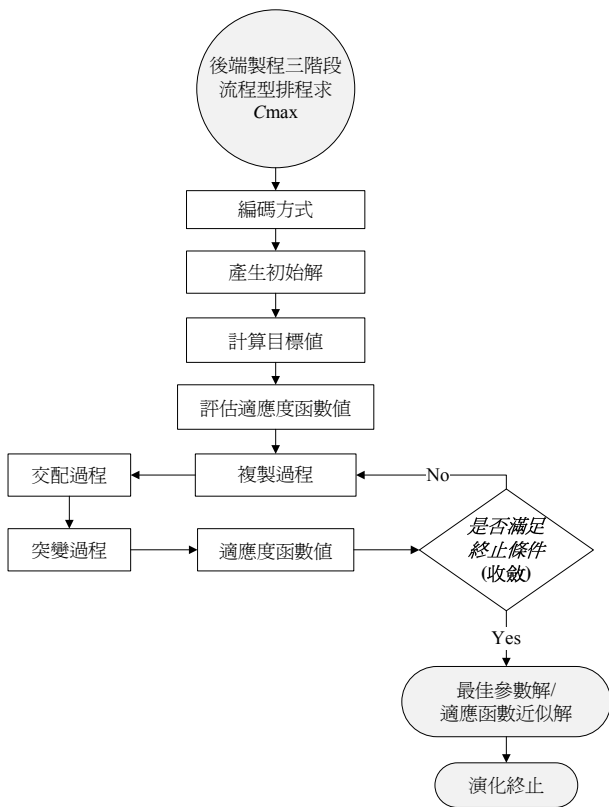 後端製程三階段
流程型排程求
Cmax
編碼方式
產生初始解
計算目標值
評估適應度函數值
交配過程
複製過程
No
突變過程
適應度函數值
是否滿足
終止條件
(收斂)
Yes
最佳參數解/
適應函數近似解
演化終止